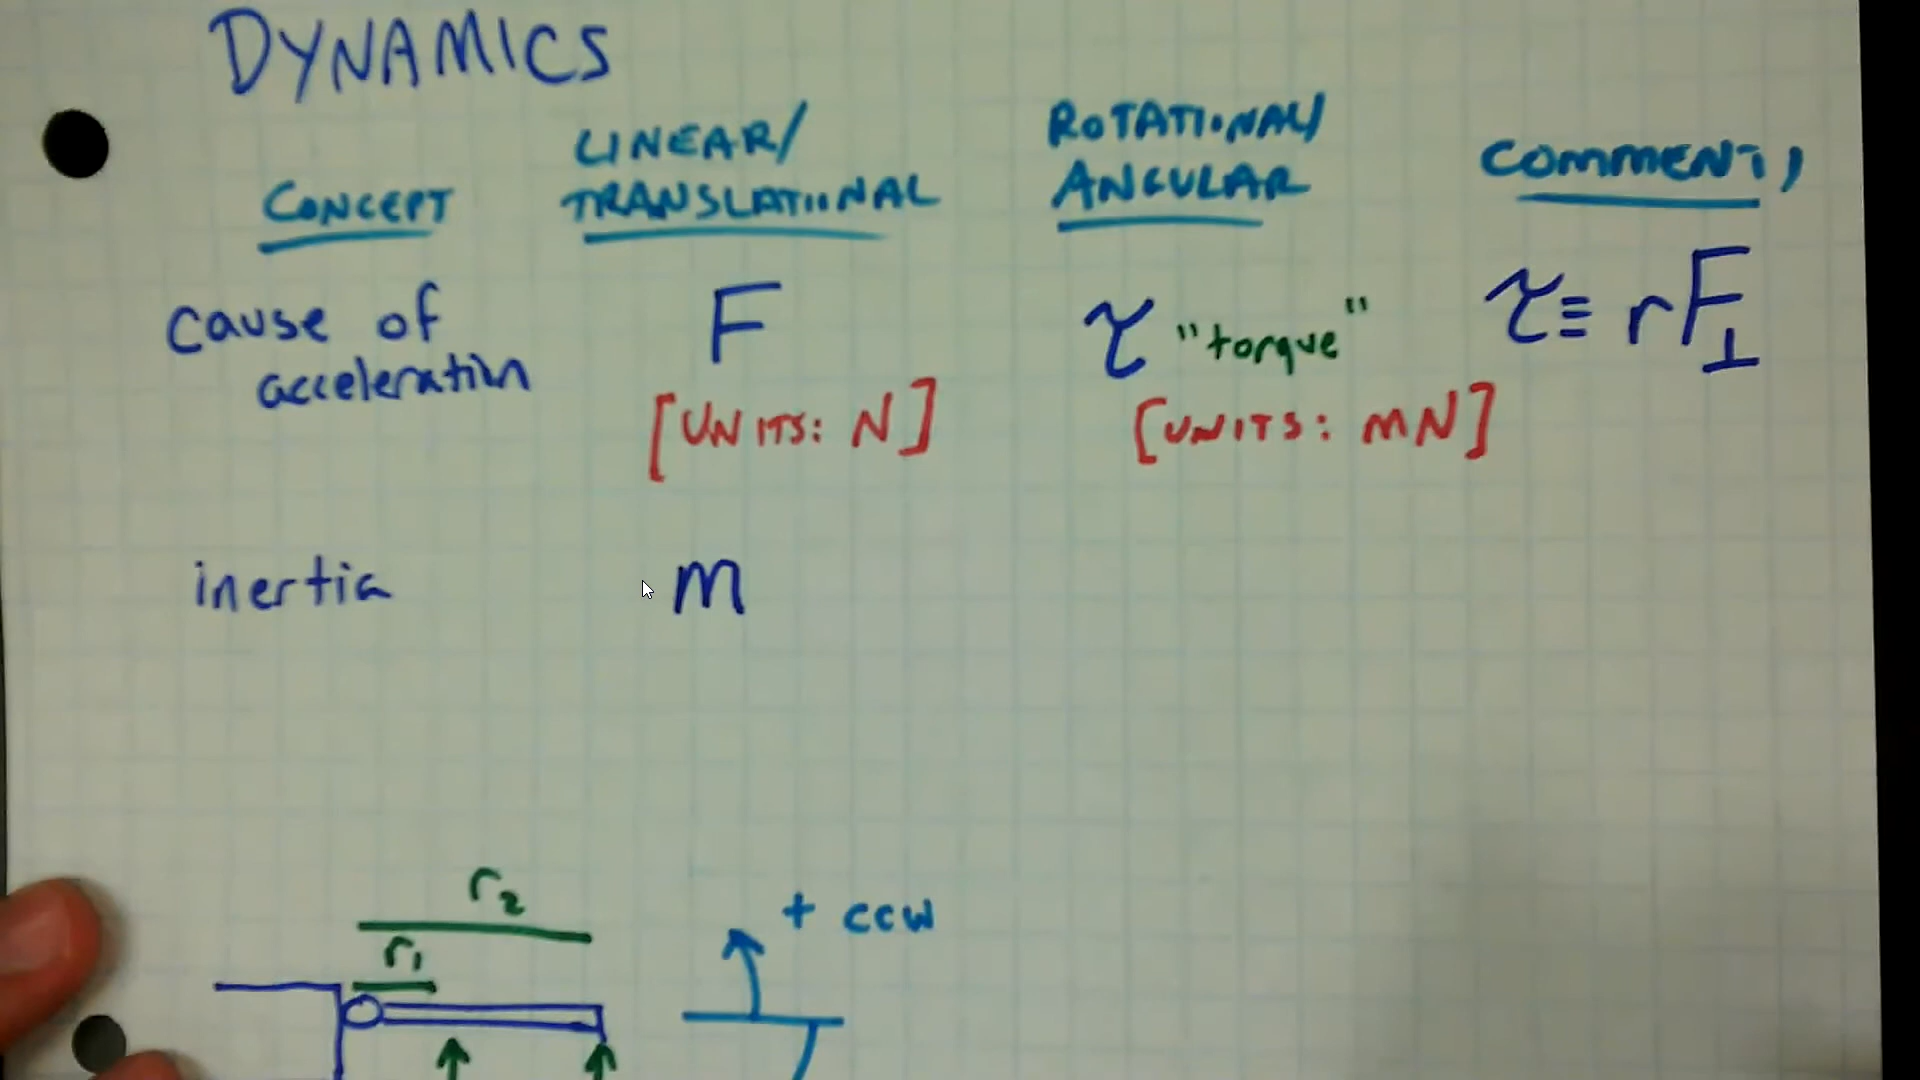 DYNAMICS
CONCEPT
LINEAR/
TRANSLATIONAL
ROTATIONAL/
ANGULAR
COMMENTS
cause of
acceleration
F
[UNITS: N]
τ "torque"
[UNITS: mN]
τ ≡ rF⊥
inertia
m
r₂
r₁
+ ccw